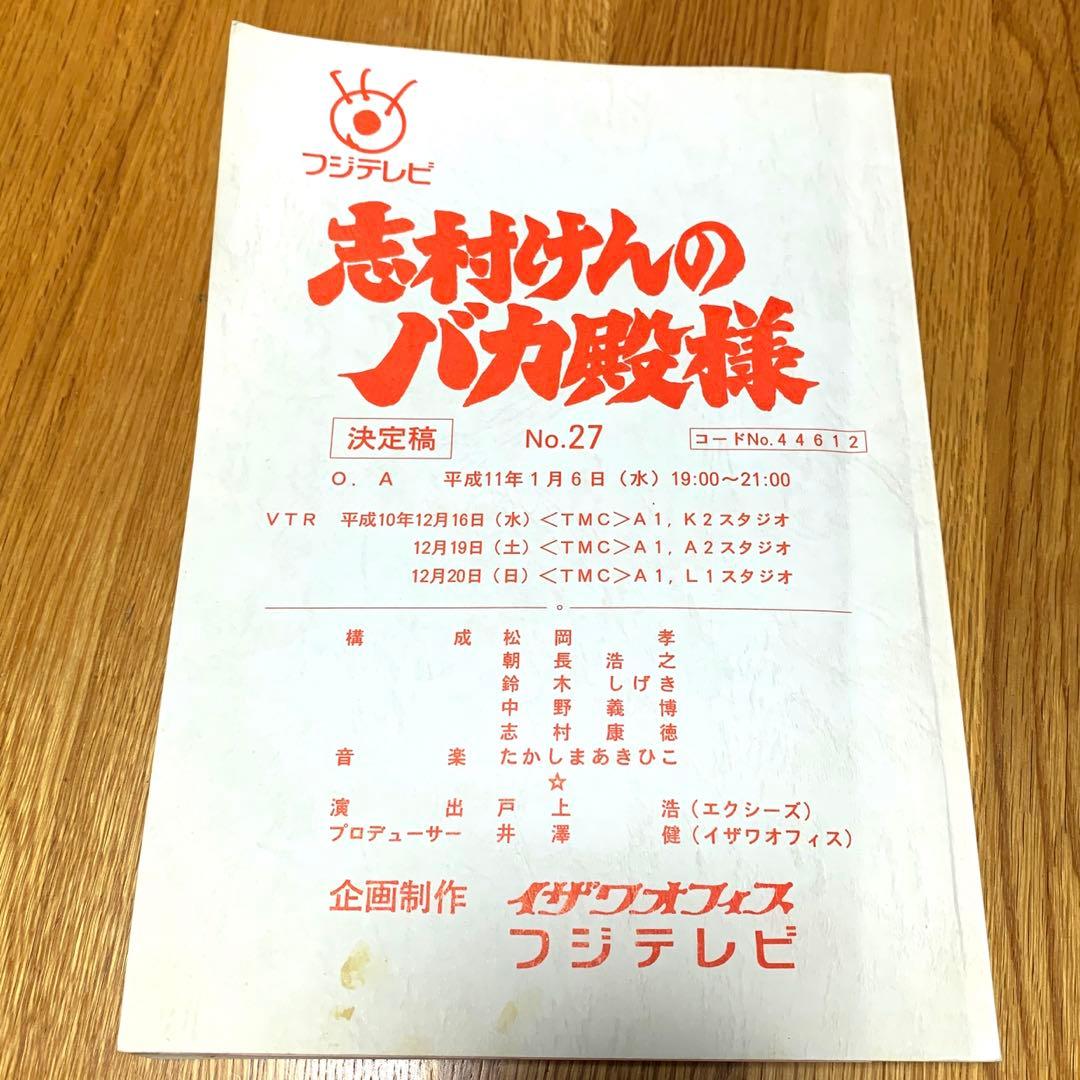 フジテレビ
志村けんの
バカ殿様
決定稿 No.27 コードNo.44612
O. A 平成11年1月6日（水）19:00〜21:00
VTR 平成10年12月16日（水）＜TMC＞A1, K2スタジオ
12月19日（土）＜TMC＞A1, A2スタジオ
12月20日（日）＜TMC＞A1, L1スタジオ
構成 松岡孝
朝長浩之
鈴木しげき
中野義博
志村康徳
音楽 たかしまあきひこ
☆
演出 戸上浩（エクシーズ）
プロデューサー 井澤健（イザワオフィス）
企画制作 イザワオフィス
フジテレビ